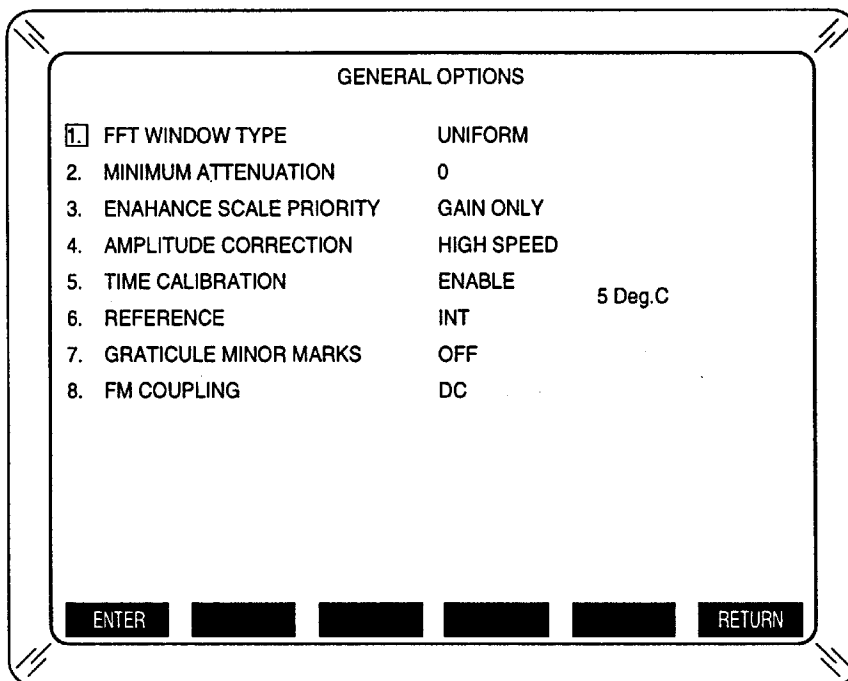 GENERAL OPTIONS
1. FFT WINDOW TYPE UNIFORM
2. MINIMUM ATTENUATION 0
3. ENAHANCE SCALE PRIORITY GAIN ONLY
4. AMPLITUDE CORRECTION HIGH SPEED
5. TIME CALIBRATION ENABLE 5 Deg.C
6. REFERENCE INT
7. GRATICULE MINOR MARKS OFF
8. FM COUPLING DC
ENTER RETURN